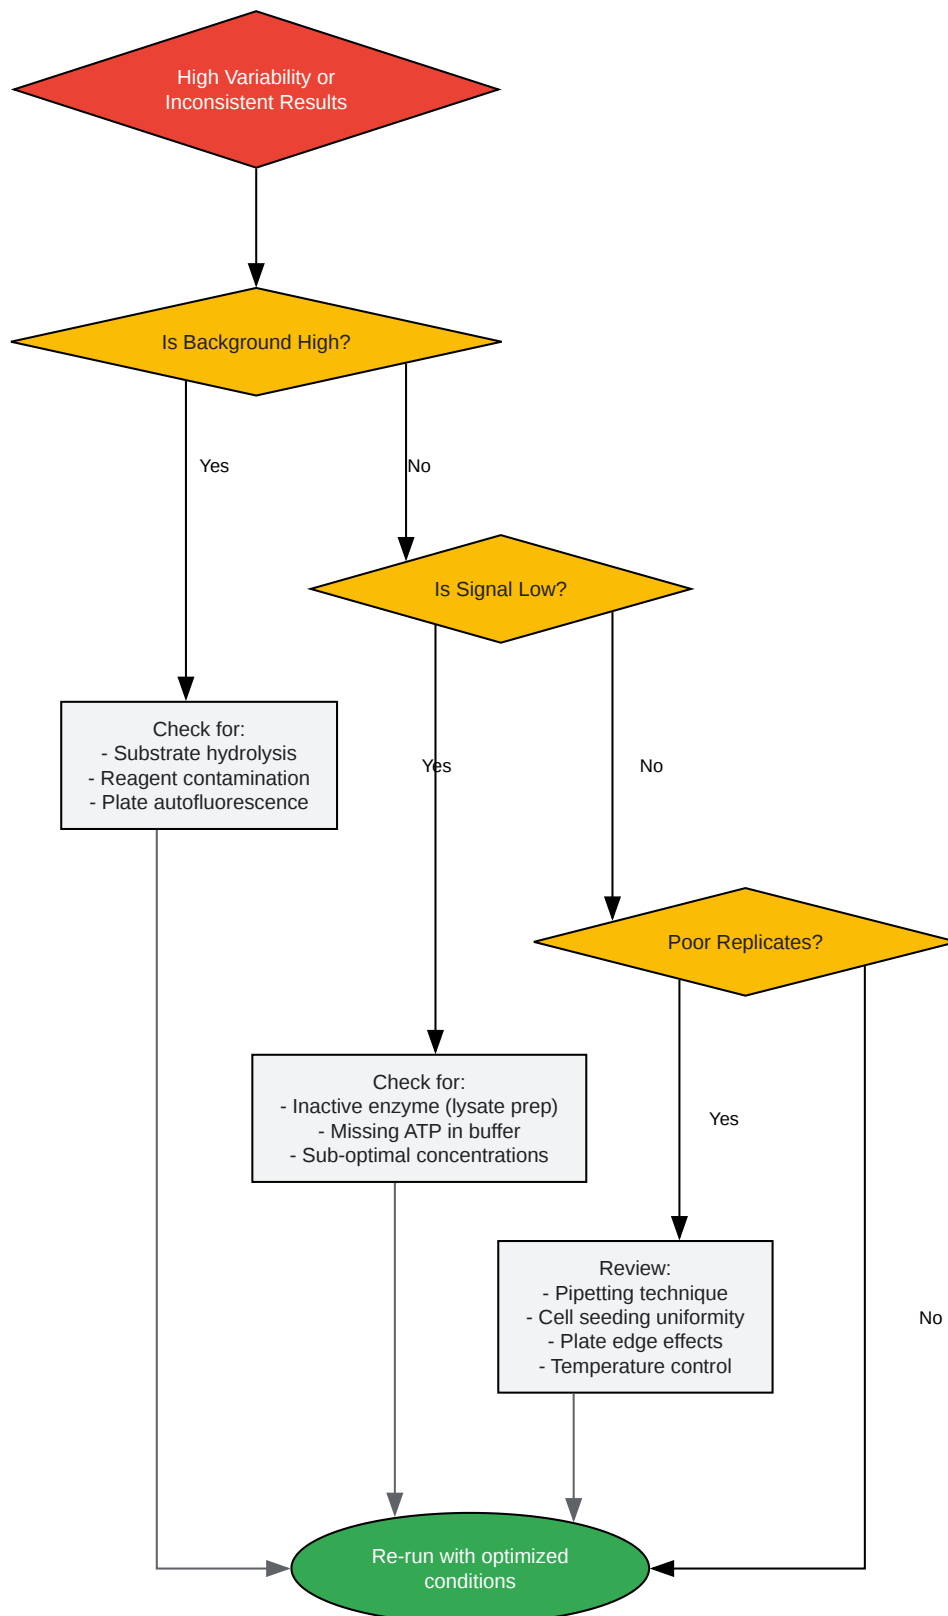 High Variability or
Inconsistent Results
Is Background High?
Yes
No
Is Signal Low?
Check for:
- Substrate hydrolysis
- Reagent contamination
- Plate autofluorescence
Yes
No
Poor Replicates?
Check for:
- Inactive enzyme (lysate prep)
- Missing ATP in buffer
- Sub-optimal concentrations
Yes
Review:
- Pipetting technique
- Cell seeding uniformity
- Plate edge effects
- Temperature control
No
Re-run with optimized
conditions